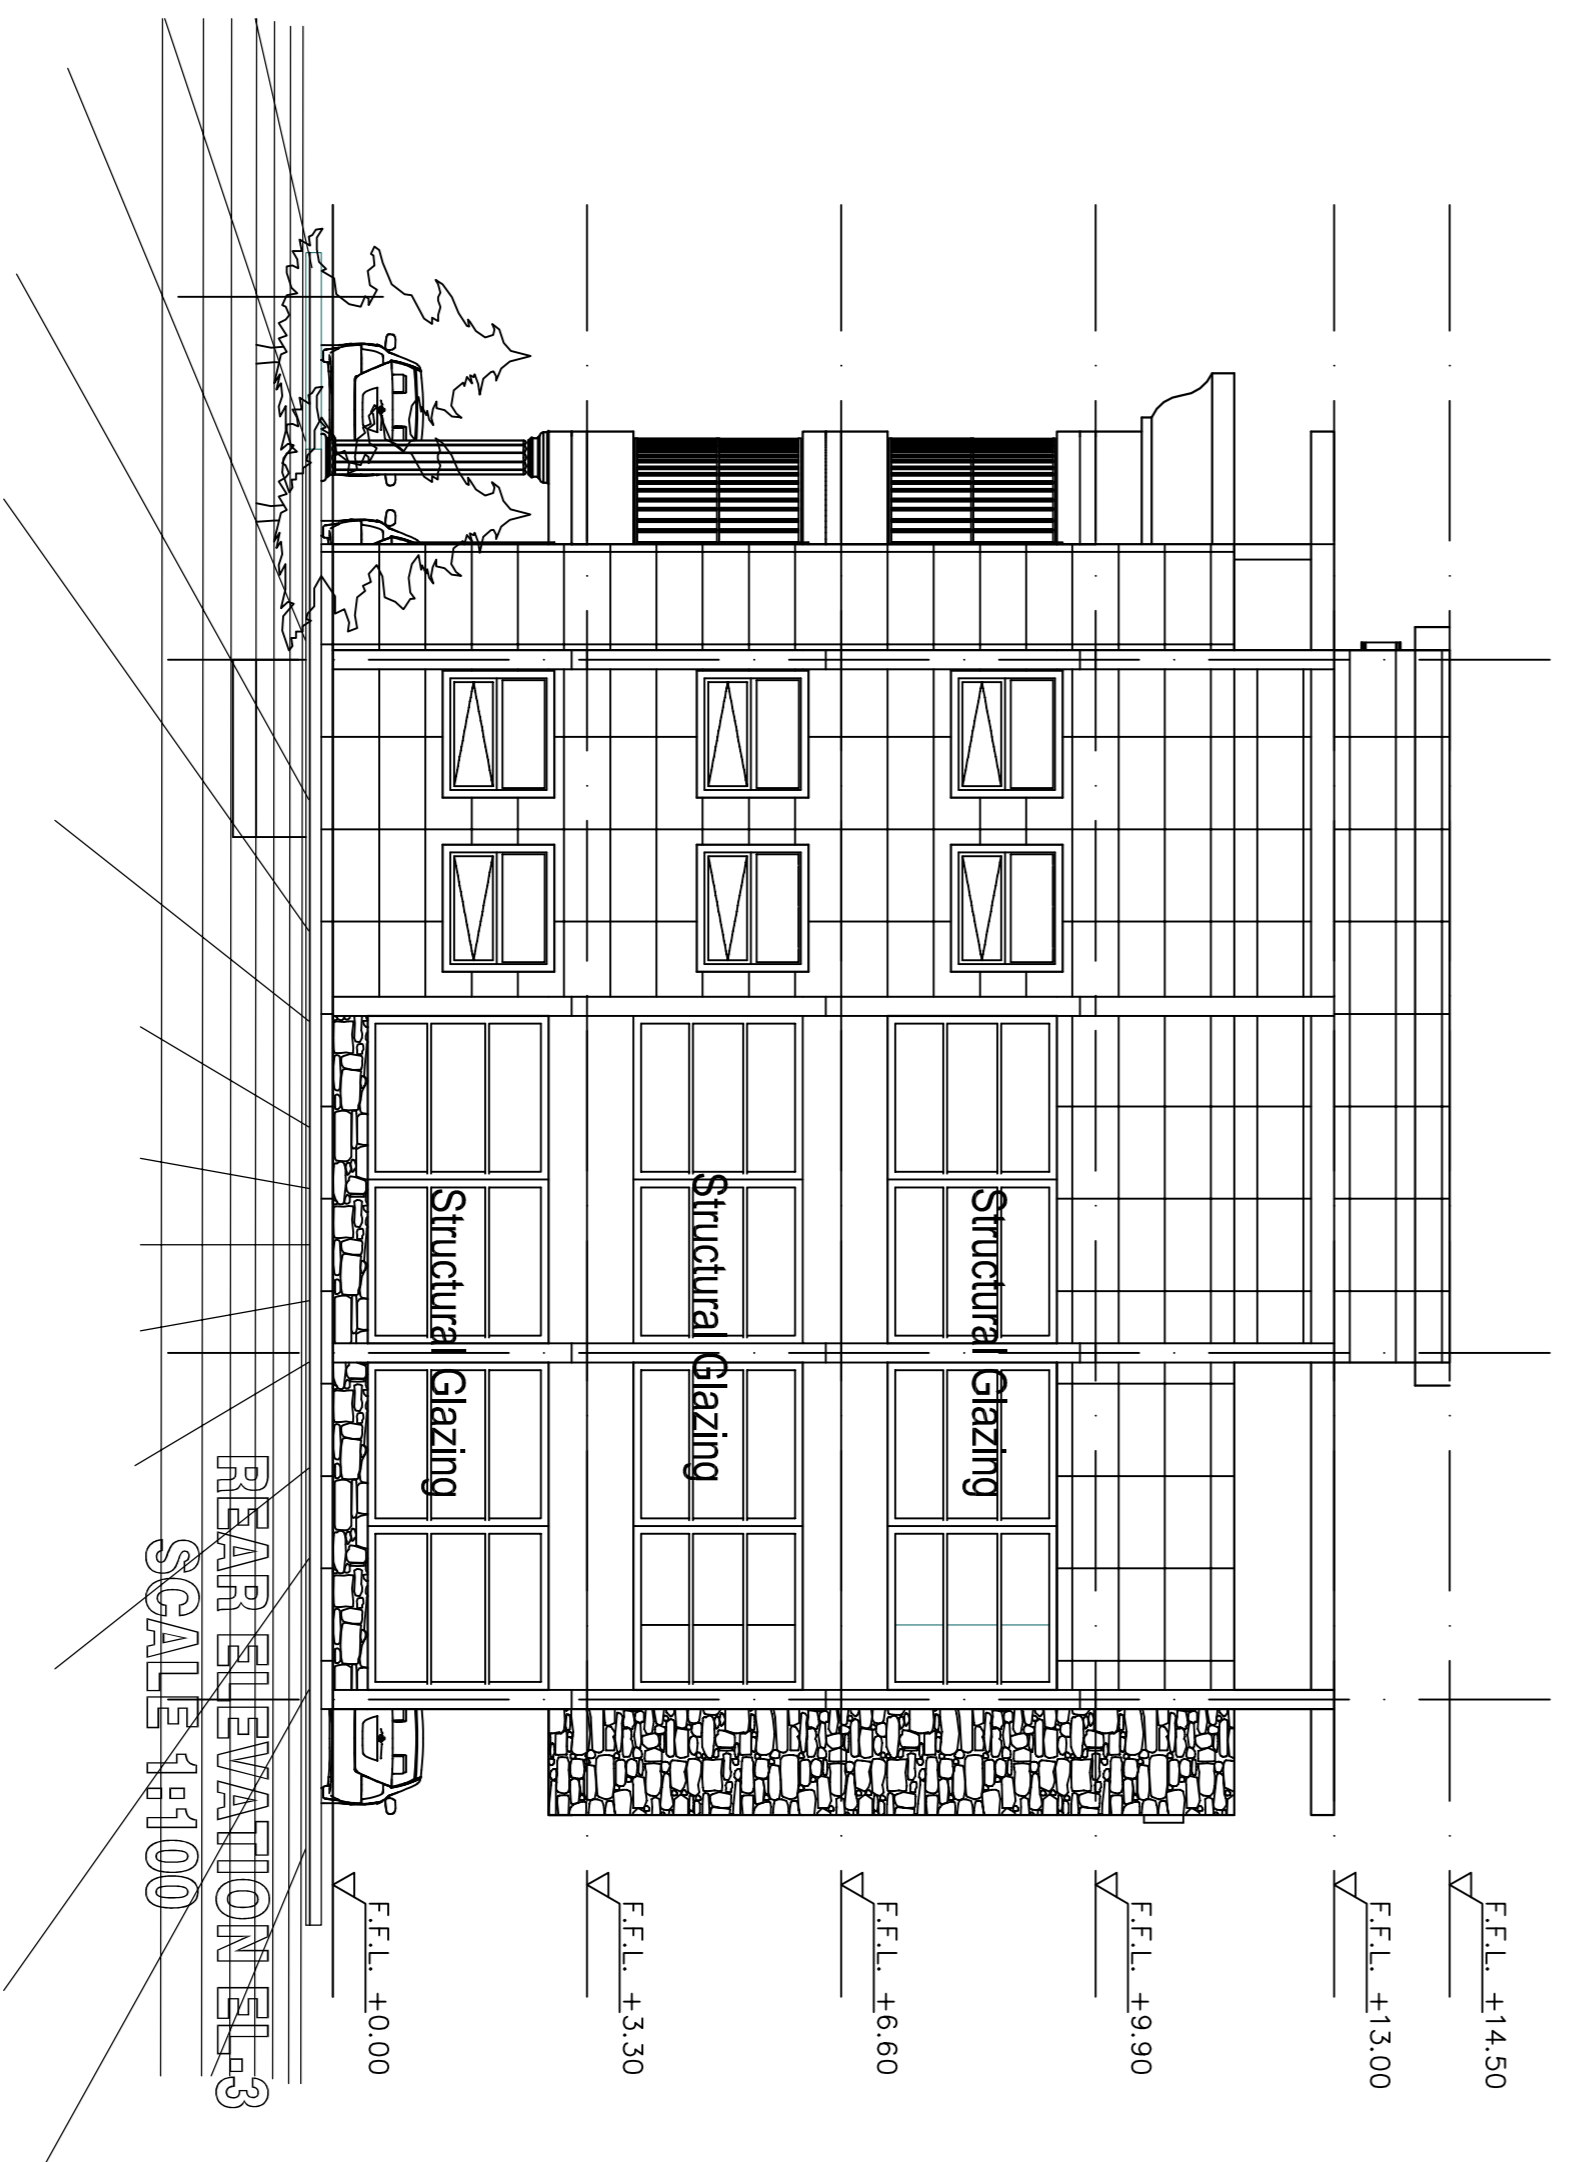 F.F.L. +14.50
F.F.L. +13.00
F.F.L. +9.90
F.F.L. +6.60
F.F.L. +3.30
F.F.L. +0.00
Structural Glazing
Structural Glazing
Structural Glazing
REAR ELEVATION EL.3
SCALE 1:100